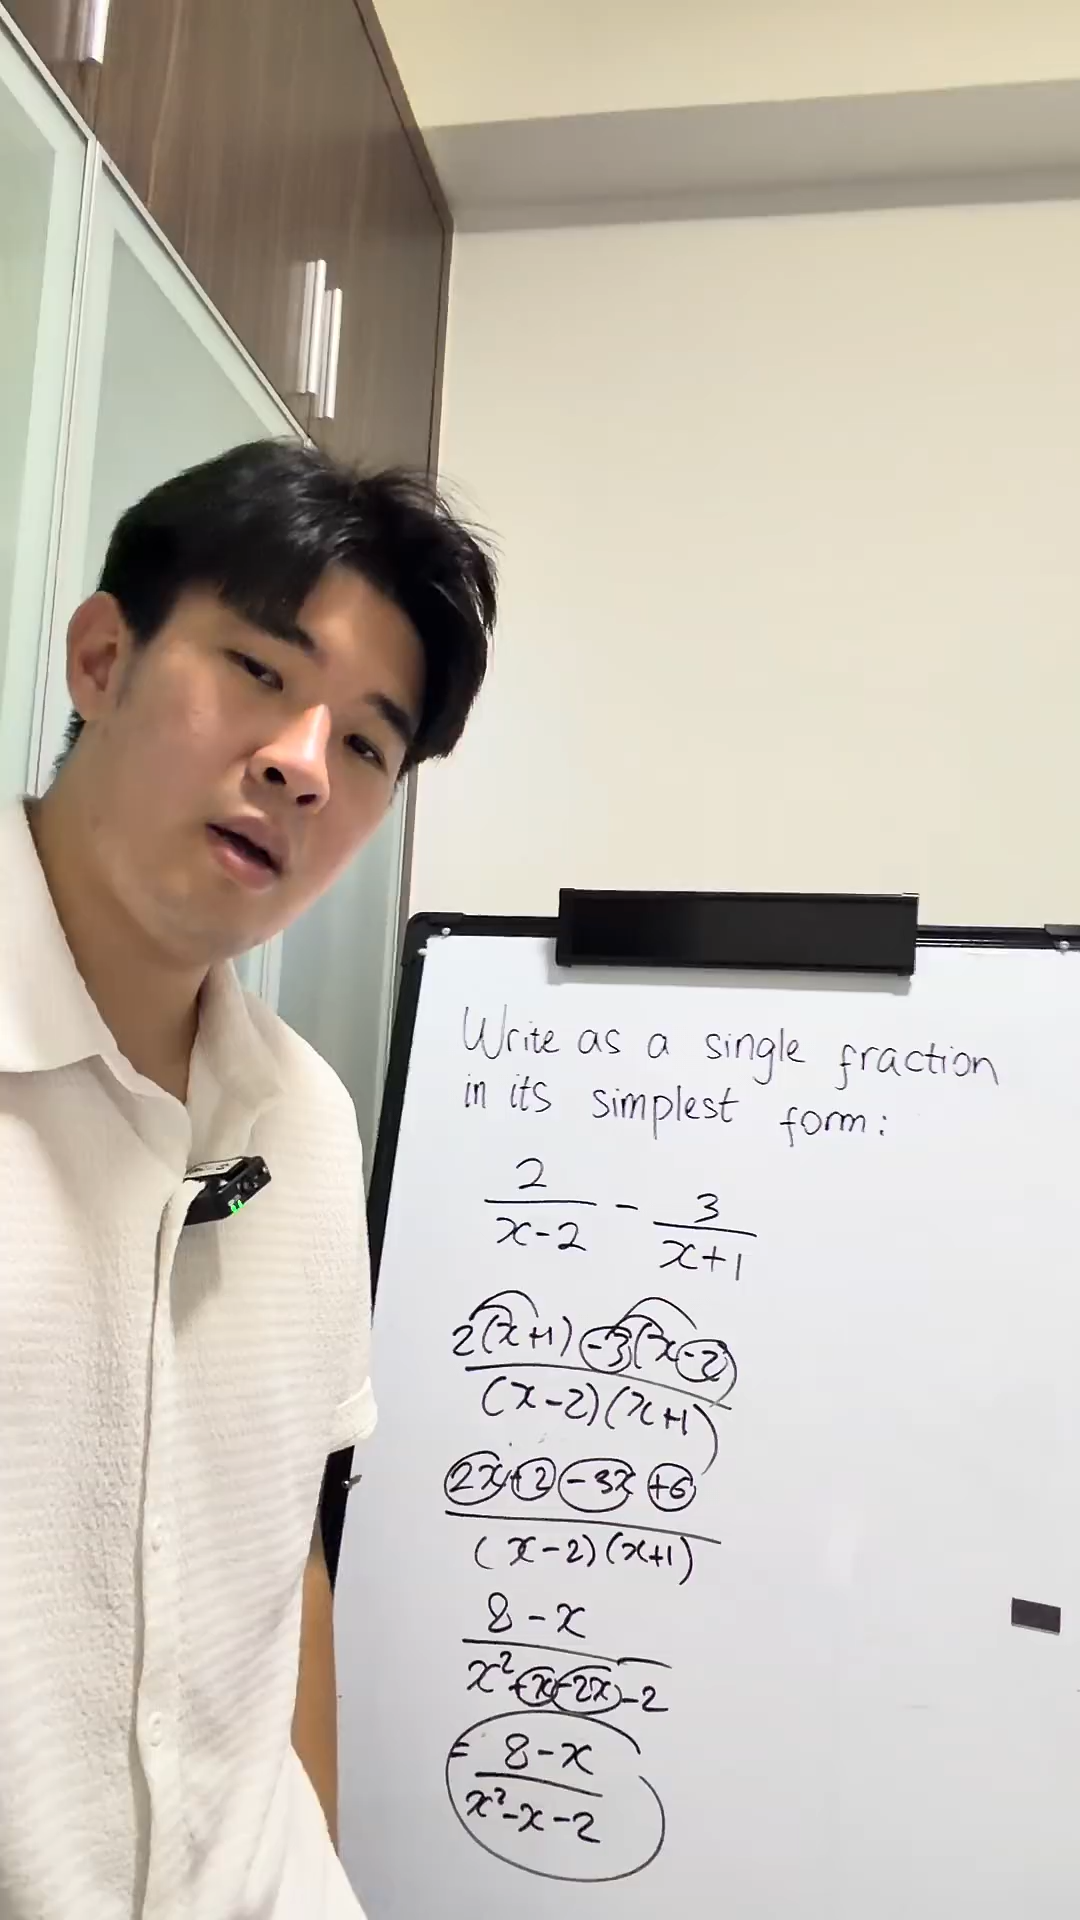 Write as a single fraction
in its simplest form:
2/(x-2) - 3/(x+1)
2(x+1) -3(x-2)
(x-2)(x+1)
2x+2 -3x +6
(x-2)(x+1)
8-x
x²+x-2x-2
= 8-x
x²-x-2